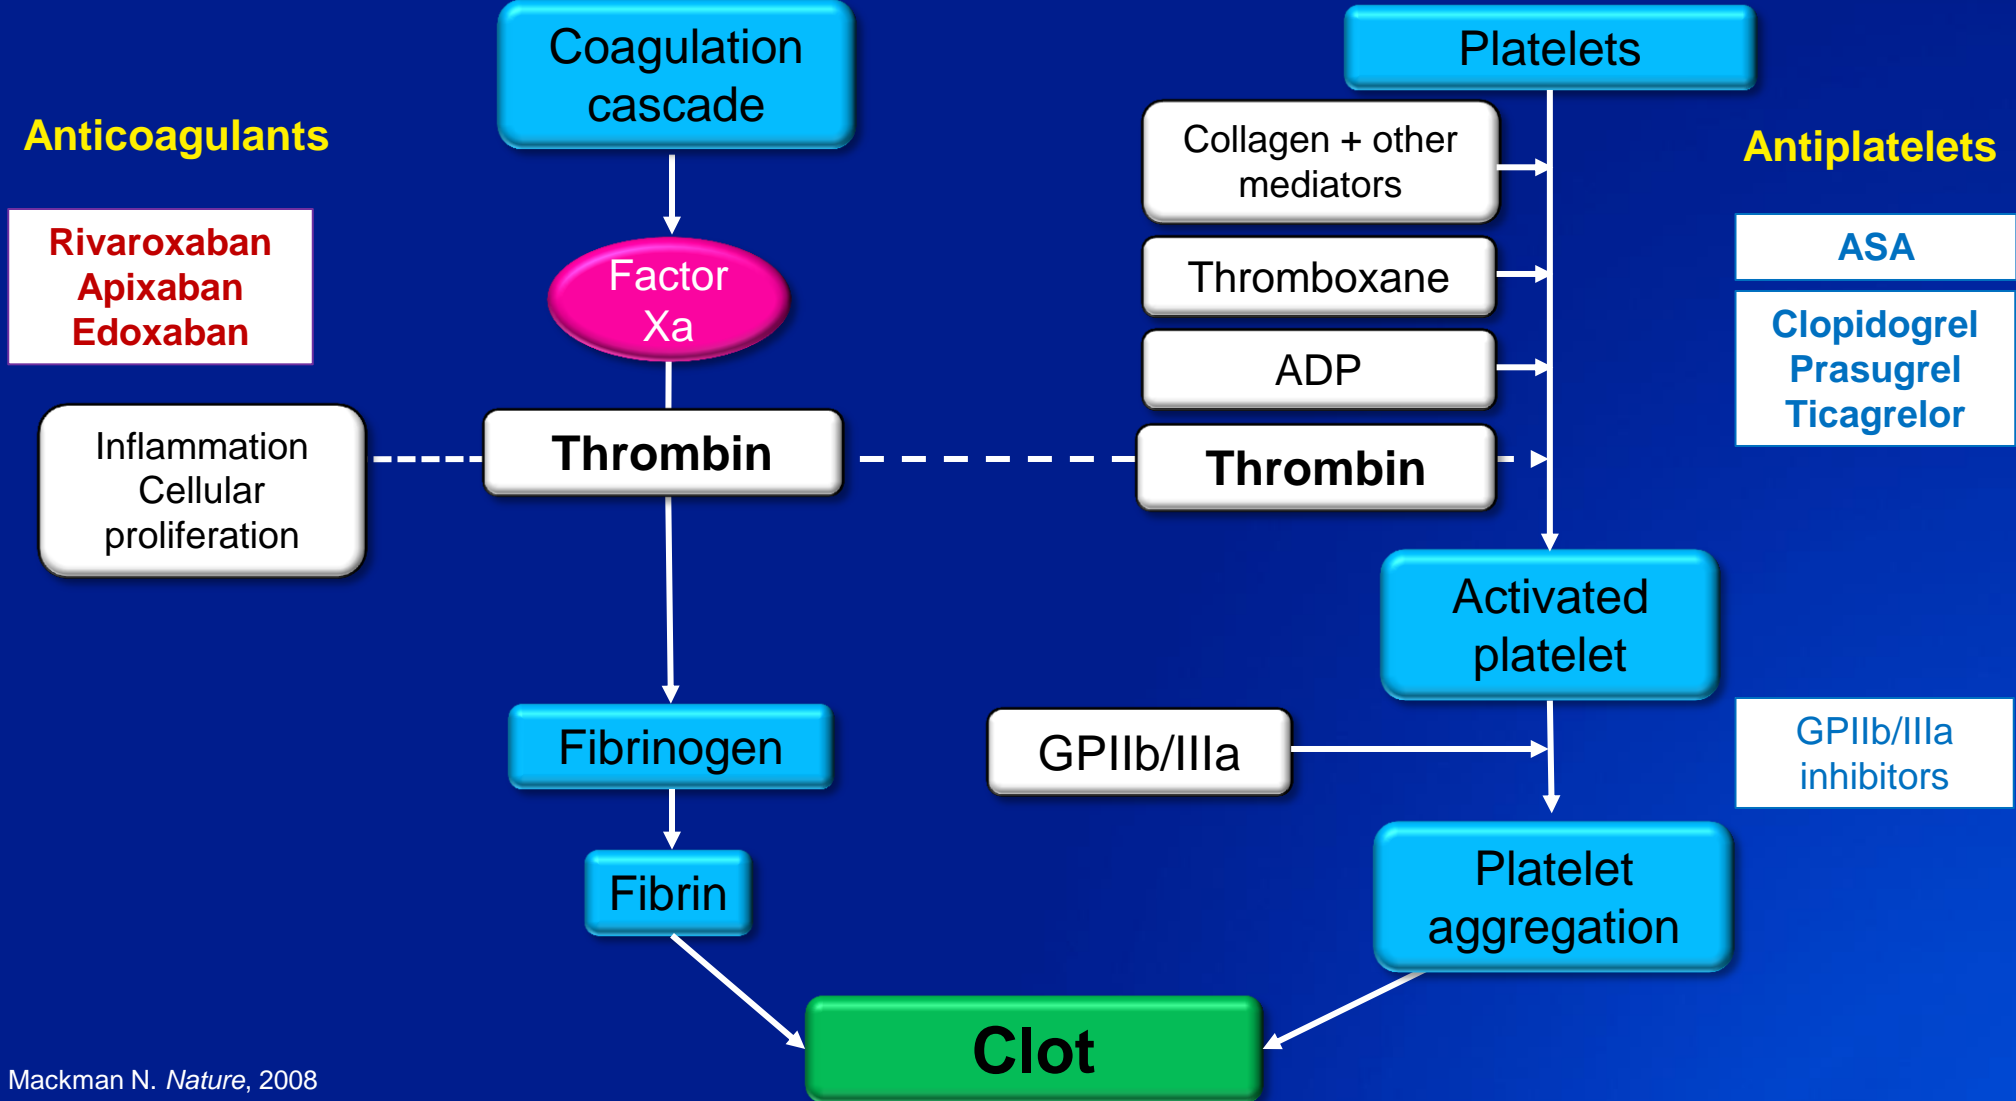 Coagulation
cascade
Platelets
Anticoagulants
Collagen + other
mediators
Antiplatelets
Rivaroxaban
Apixaban
Edoxaban
Factor
Xa
Thromboxane
ASA
ADP
Clopidogrel
Prasugrel
Ticagrelor
Inflammation
Cellular
proliferation
Thrombin
Thrombin
Activated
platelet
Fibrinogen
GPIIb/IIIa
GPIIb/IIIa
inhibitors
Fibrin
Platelet
aggregation
Clot
Mackman N. Nature, 2008